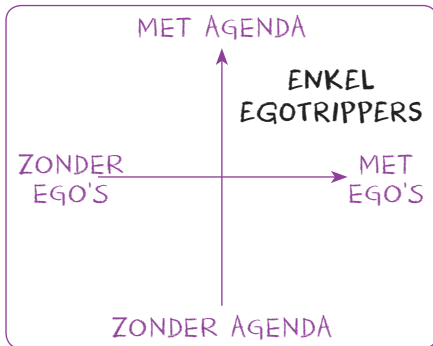 MET AGENDA
ENKEL
EGOTRIPPERS
ZONDER
EGO'S
MET
EGO'S
ZONDER AGENDA